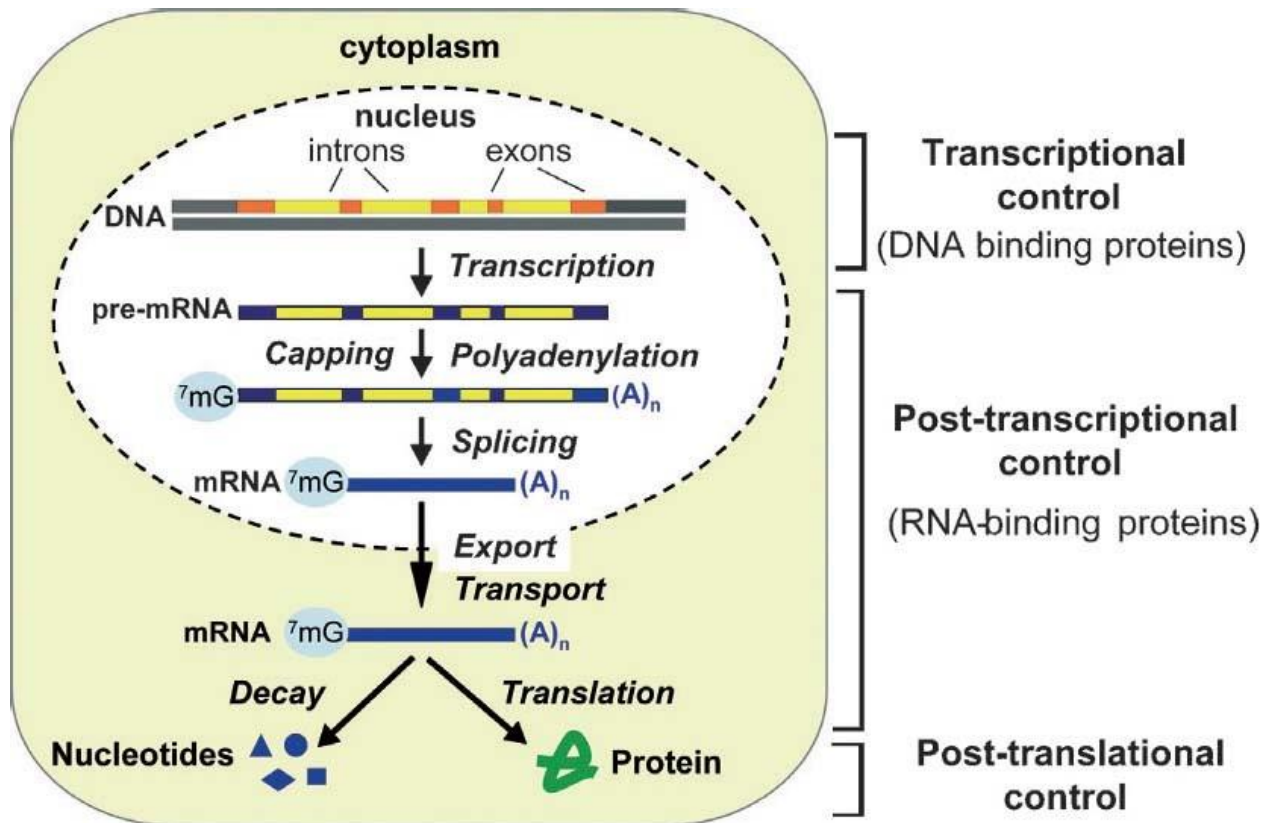 cytoplasm
nucleus
introns exons
DNA
Transcription
pre-mRNA
Capping Polyadenylation
⁷mG (A)ₙ
Splicing
mRNA ⁷mG (A)ₙ
Export
Transport
mRNA ⁷mG (A)ₙ
Decay Translation
Nucleotides Protein
Transcriptional
control
(DNA binding proteins)
Post-transcriptional
control
(RNA-binding proteins)
Post-translational
control